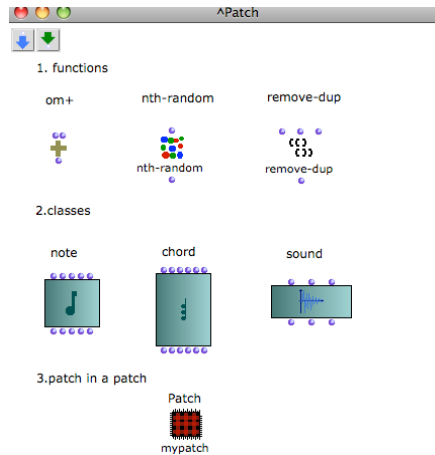 ^Patch
1. functions
om+ nth-random remove-dup
nth-random remove-dup
2.classes
note chord sound
3.patch in a patch
Patch
mypatch